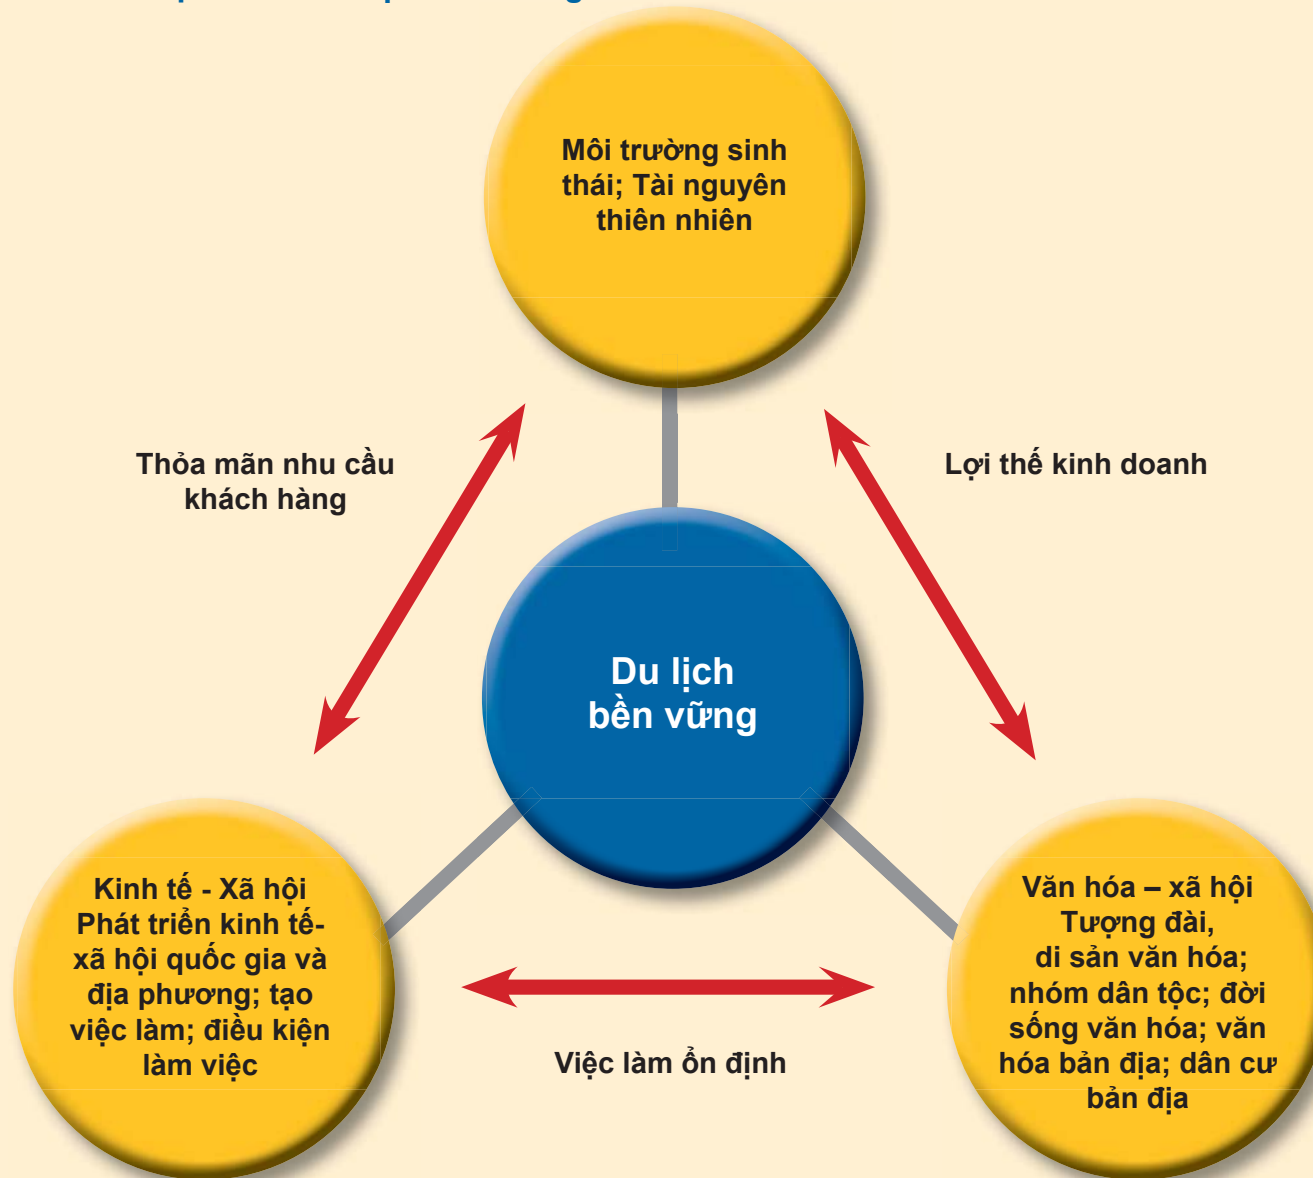 Môi trường sinh
thái; Tài nguyên
thiên nhiên
Thỏa mãn nhu cầu
khách hàng
Lợi thế kinh doanh
Du lịch
bền vững
Kinh tế - Xã hội
Phát triển kinh tế-
xã hội quốc gia và
địa phương; tạo
việc làm; điều kiện
làm việc
Việc làm ổn định
Văn hóa – xã hội
Tượng đài,
di sản văn hóa;
nhóm dân tộc; đời
sống văn hóa; văn
hóa bản địa; dân cư
bản địa